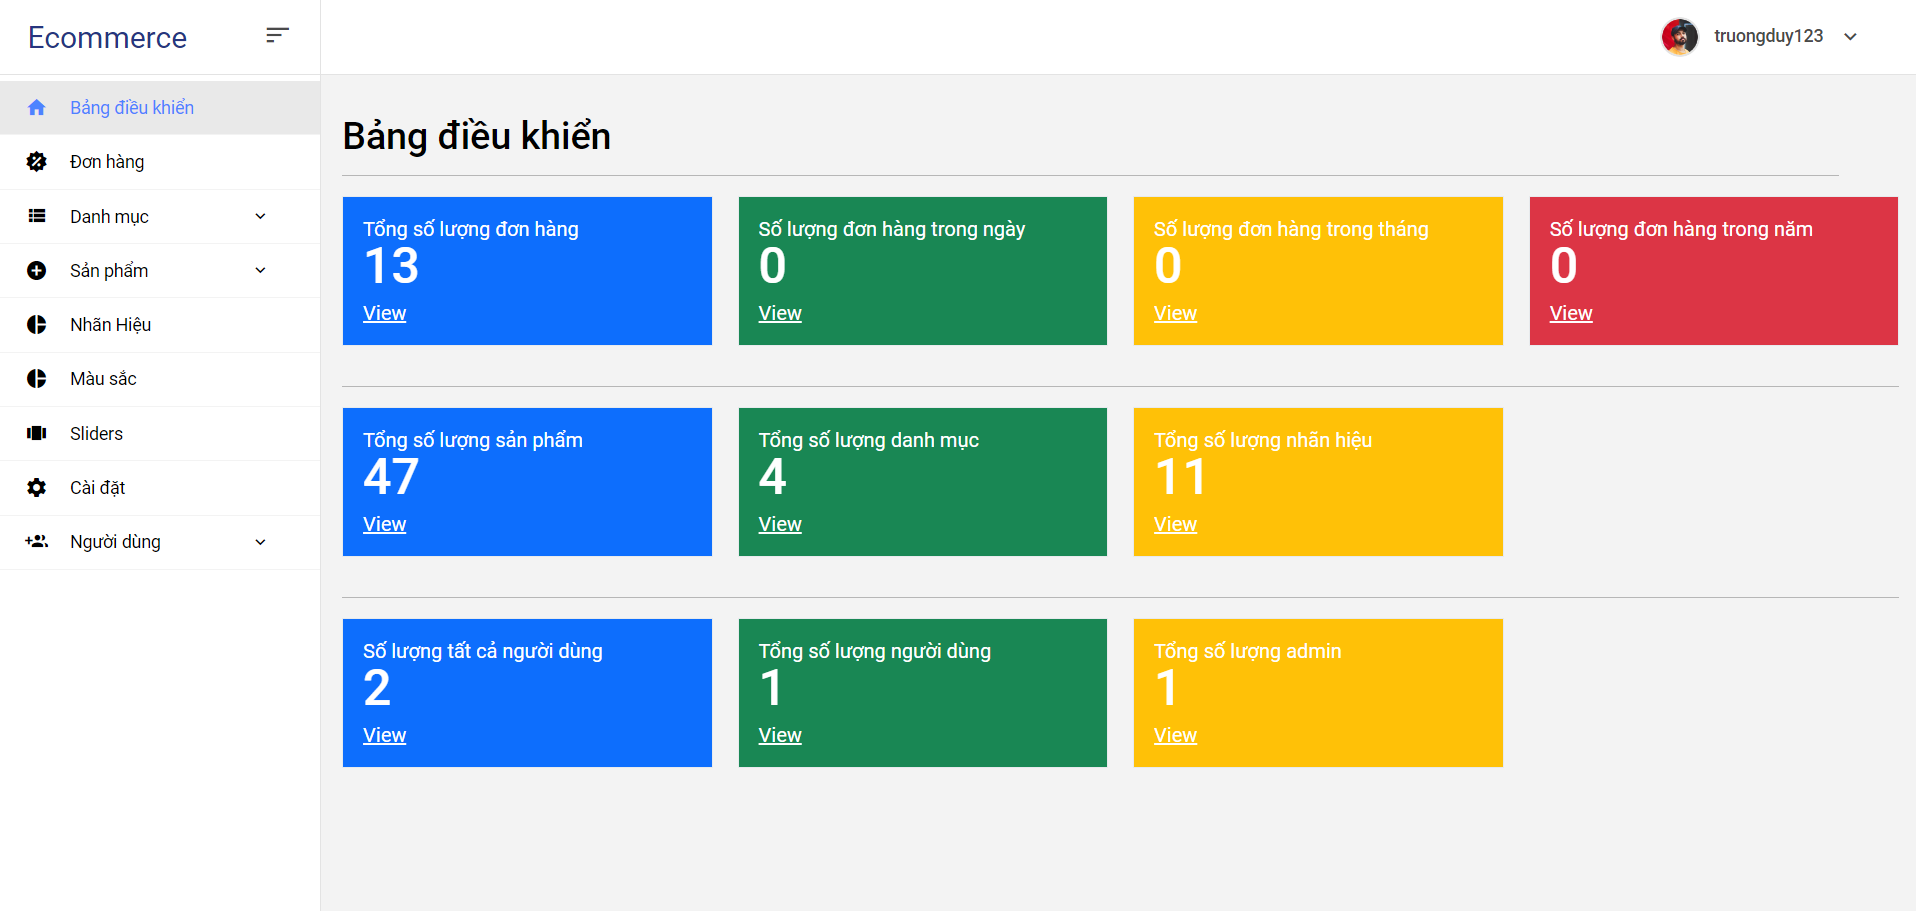 Ecommerce
truongduy123
Bảng điều khiển
Đơn hàng
Danh mục
Sản phẩm
Nhãn Hiệu
Màu sắc
Sliders
Cài đặt
Người dùng
Bảng điều khiển
Tổng số lượng đơn hàng
13
View
Số lượng đơn hàng trong ngày
0
View
Số lượng đơn hàng trong tháng
0
View
Số lượng đơn hàng trong năm
0
View
Tổng số lượng sản phẩm
47
View
Tổng số lượng danh mục
4
View
Tổng số lượng nhãn hiệu
11
View
Số lượng tất cả người dùng
2
View
Tổng số lượng người dùng
1
View
Tổng số lượng admin
1
View